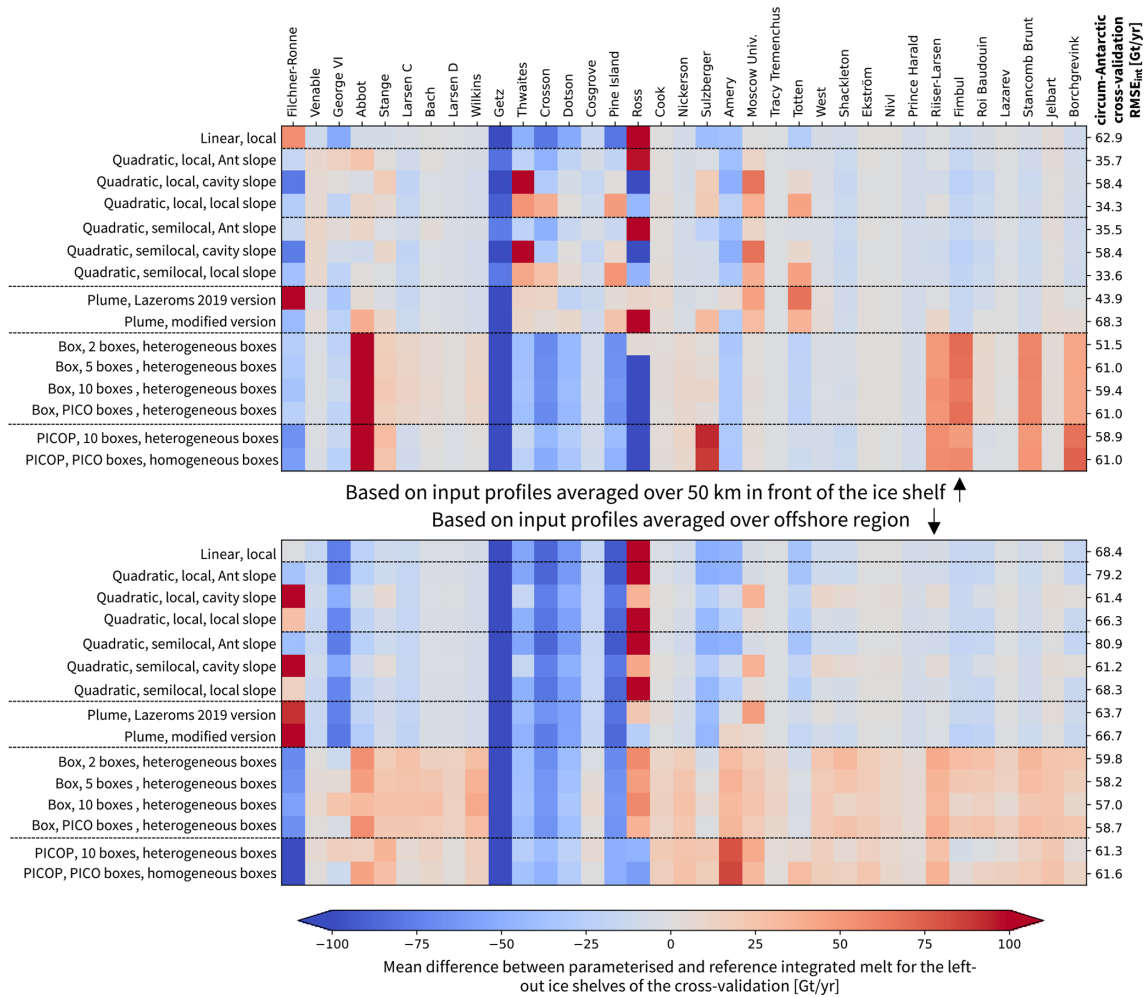 Filchner-Ronne
Venable
George VI
Abbot
Stange
Larsen C
Bach
Larsen D
Wilkins
Getz
Thwaites
Crosson
Dotson
Cosgrove
Pine Island
Ross
Cook
Nickerson
Sulzberger
Amery
Moscow Univ.
Tracy Tremenchus
Totten
West
Shackleton
Ekström
Nivl
Prince Harald
Riiser-Larsen
Fimbul
Roi Baudouin
Lazarev
Stancomb Brunt
Jelbart
Borchgrevink
circum-Antarctic
cross-validation
RMSEint [Gt/yr]
Linear, local 62.9
Quadratic, local, Ant slope 35.7
Quadratic, local, cavity slope 58.4
Quadratic, local, local slope 34.3
Quadratic, semilocal, Ant slope 35.5
Quadratic, semilocal, cavity slope 58.4
Quadratic, semilocal, local slope 33.6
Plume, Lazeroms 2019 version 43.9
Plume, modified version 68.3
Box, 2 boxes, heterogeneous boxes 51.5
Box, 5 boxes , heterogeneous boxes 61.0
Box, 10 boxes , heterogeneous boxes 59.4
Box, PICO boxes , heterogeneous boxes 61.0
PICOP, 10 boxes, heterogeneous boxes 58.9
PICOP, PICO boxes, homogeneous boxes 61.0
Based on input profiles averaged over 50 km in front of the ice shelf
Based on input profiles averaged over offshore region
Linear, local 68.4
Quadratic, local, Ant slope 79.2
Quadratic, local, cavity slope 61.4
Quadratic, local, local slope 66.3
Quadratic, semilocal, Ant slope 80.9
Quadratic, semilocal, cavity slope 61.2
Quadratic, semilocal, local slope 68.3
Plume, Lazeroms 2019 version 63.7
Plume, modified version 66.7
Box, 2 boxes, heterogeneous boxes 59.8
Box, 5 boxes , heterogeneous boxes 58.2
Box, 10 boxes , heterogeneous boxes 57.0
Box, PICO boxes , heterogeneous boxes 58.7
PICOP, 10 boxes, heterogeneous boxes 61.3
PICOP, PICO boxes, homogeneous boxes 61.6
−100 −75 −50 −25 0 25 50 75 100
Mean difference between parameterised and reference integrated melt for the left-
out ice shelves of the cross-validation [Gt/yr]